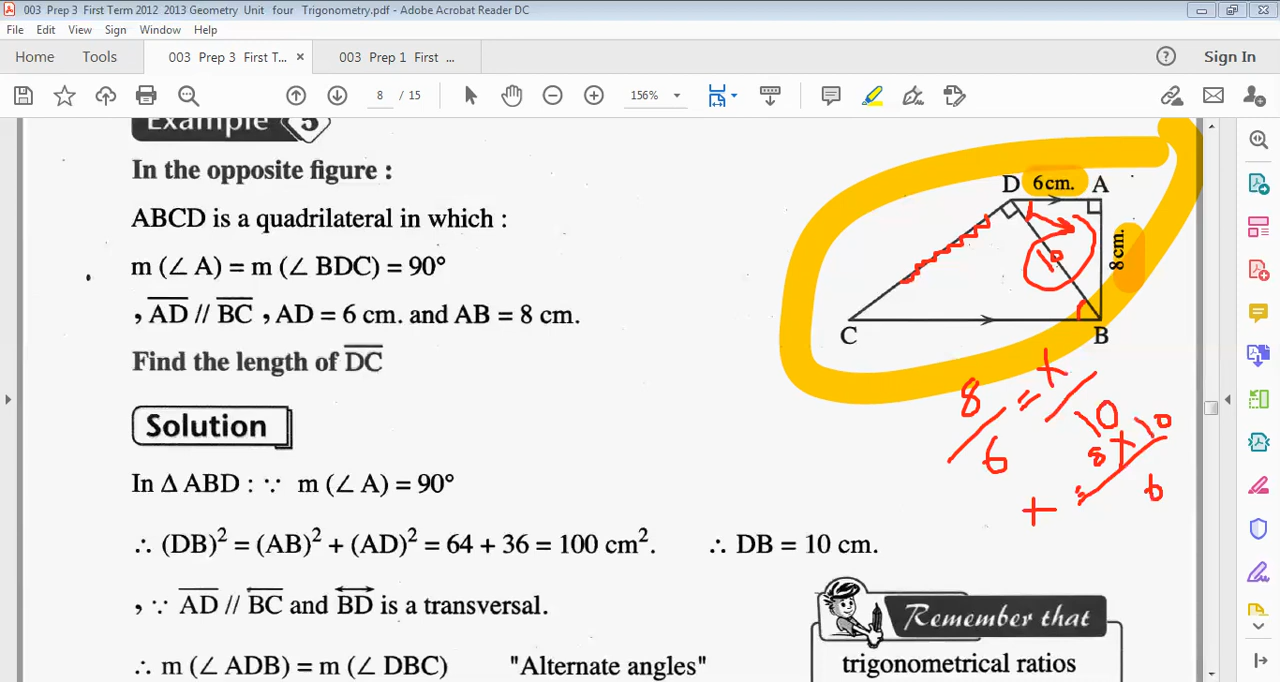 003 Prep 3 First Term 2012 2013 Geometry Unit four Trigonometry.pdf - Adobe Acrobat Reader DC
File Edit View Sign Window Help
Home Tools 003 Prep 3 First T... × 003 Prep 1 First ... ? Sign In
8 / 15 156%
Example 5
In the opposite figure :
ABCD is a quadrilateral in which :
m (∠ A) = m (∠ BDC) = 90°
, AD // BC , AD = 6 cm. and AB = 8 cm.
Find the length of DC
D 6cm. A
8cm.
10
C B
8/6 = x/10
x = 8x10/6
Solution
In Δ ABD : ∵ m (∠ A) = 90°
∴ (DB)² = (AB)² + (AD)² = 64 + 36 = 100 cm². ∴ DB = 10 cm.
, ∵ AD // BC and BD is a transversal.
∴ m (∠ ADB) = m (∠ DBC) "Alternate angles"
Remember that
trigonometrical ratios